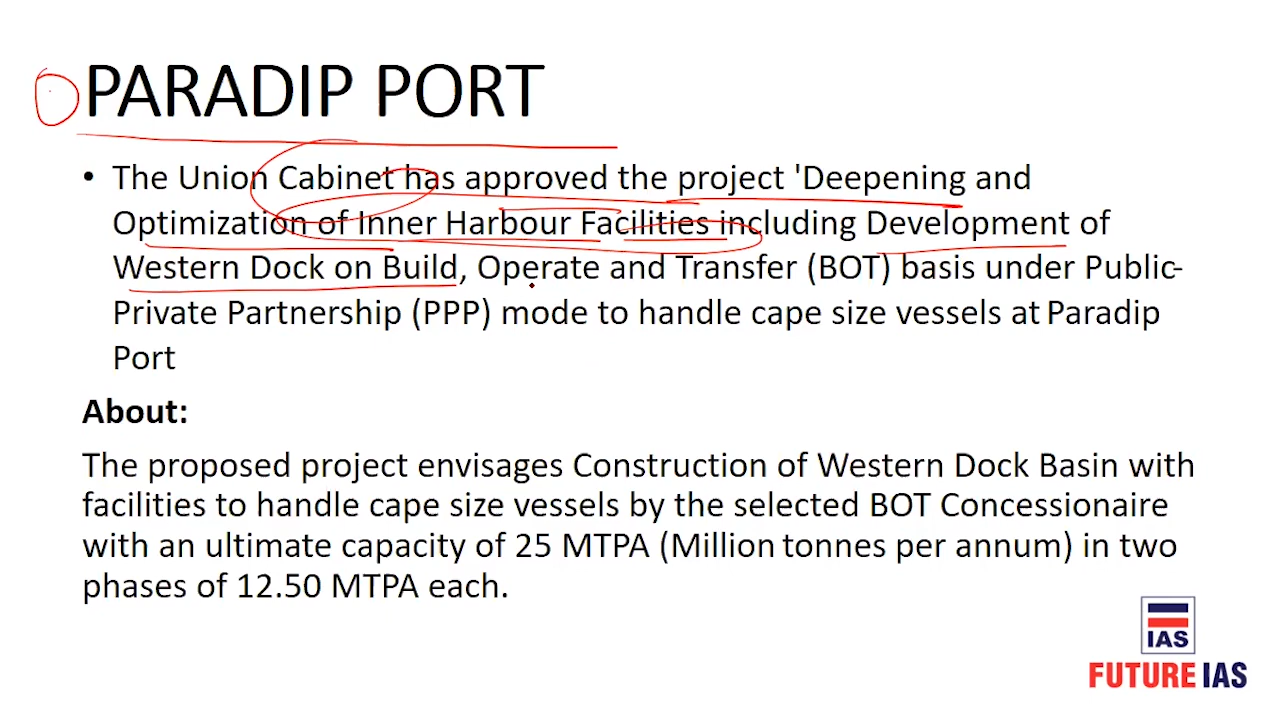 PARADIP PORT
• The Union Cabinet has approved the project 'Deepening and
Optimization of Inner Harbour Facilities including Development of
Western Dock on Build, Operate and Transfer (BOT) basis under Public-
Private Partnership (PPP) mode to handle cape size vessels at Paradip
Port
About:
The proposed project envisages Construction of Western Dock Basin with
facilities to handle cape size vessels by the selected BOT Concessionaire
with an ultimate capacity of 25 MTPA (Million tonnes per annum) in two
phases of 12.50 MTPA each.
IAS
FUTURE IAS